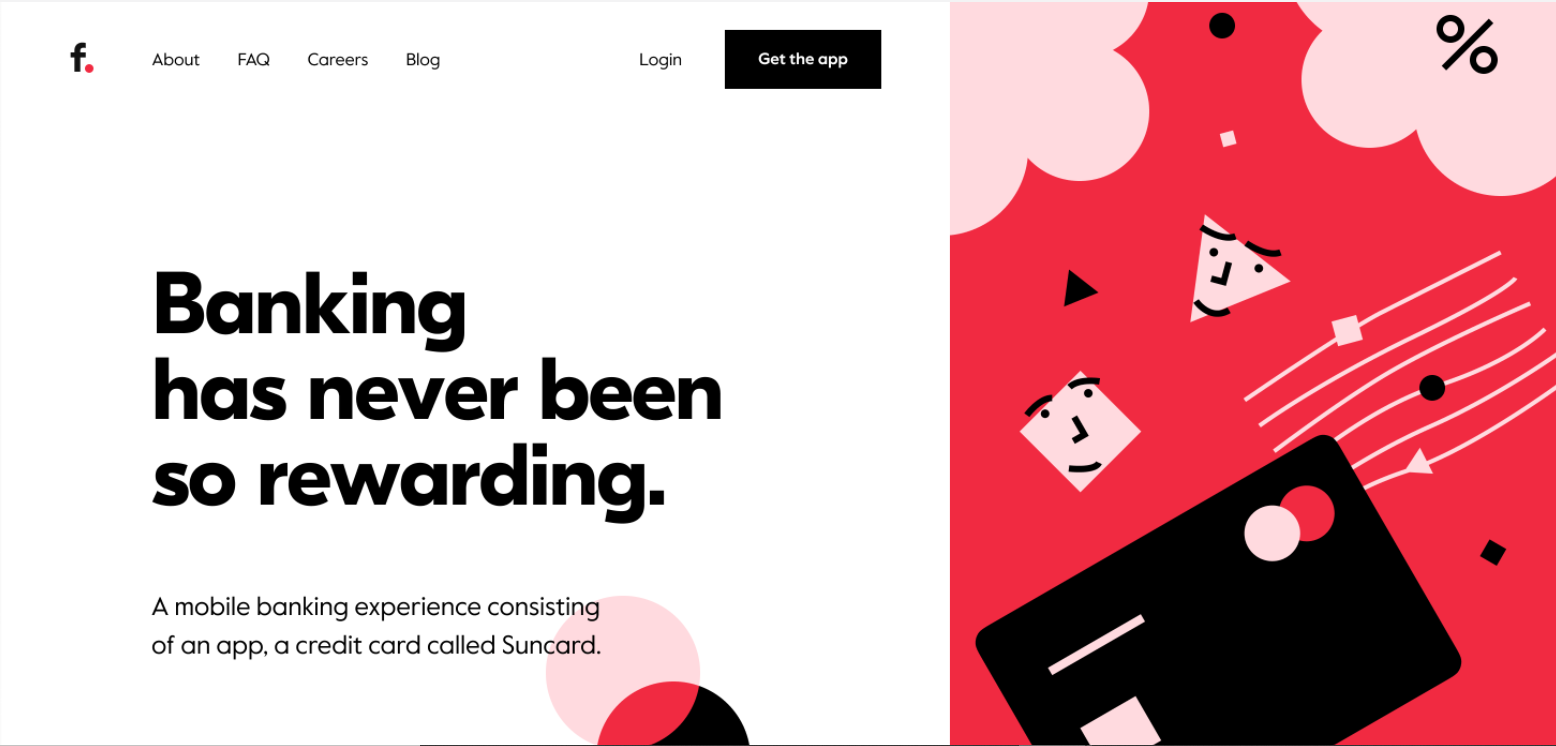 f.
About
FAQ
Careers
Blog
Login
Get the app
%
Banking
has never been
so rewarding.
A mobile banking experience consisting
of an app, a credit card called Suncard.